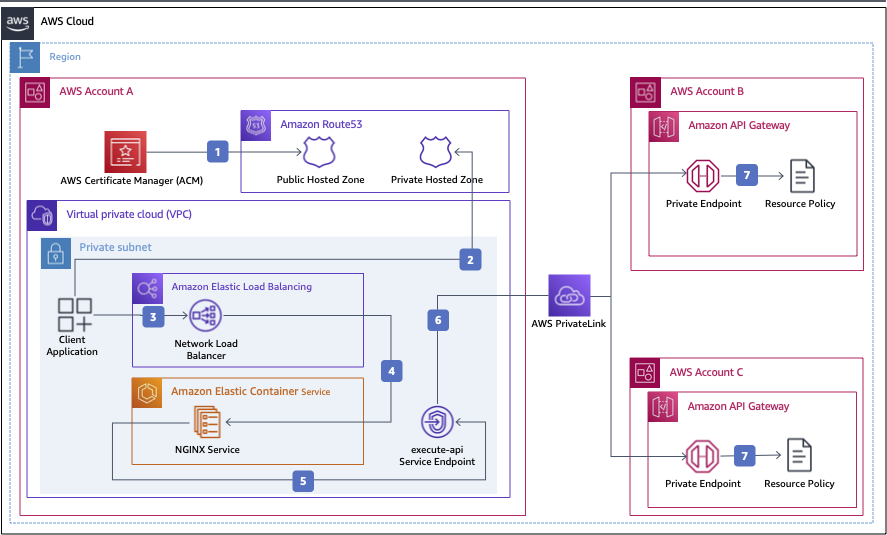 aws
AWS Cloud
Region
AWS Account A
Amazon Route53
53
AWS Certificate Manager (ACM)
1
Public Hosted Zone
Private Hosted Zone
Virtual private cloud (VPC)
Private subnet
2
Amazon Elastic Load Balancing
Client
Application
3
Network Load
Balancer
4
Amazon Elastic Container Service
NGINX Service
5
6
execute-api
Service Endpoint
AWS PrivateLink
AWS Account B
Amazon API Gateway
7
Private Endpoint
Resource Policy
AWS Account C
Amazon API Gateway
7
Private Endpoint
Resource Policy